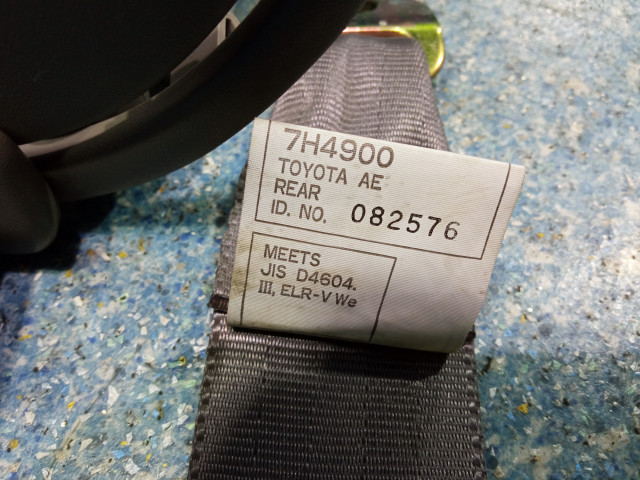 7H4900
TOYOTA AE
REAR
ID. NO. 082576
MEETS
JIS D4604.
III, ELR-V We